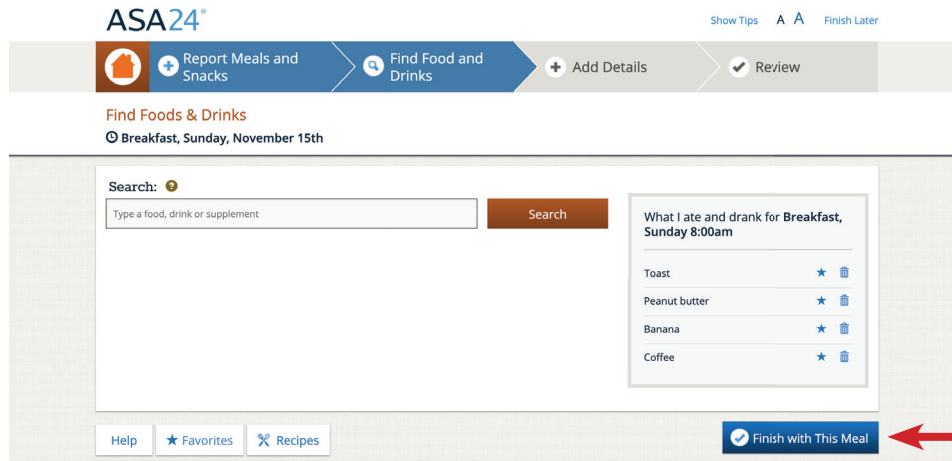 ASA24®
Show Tips A A Finish Later
Report Meals and
Snacks
Find Food and
Drinks
Add Details
Review
Find Foods & Drinks
Breakfast, Sunday, November 15th
Search: ?
Type a food, drink or supplement
Search
What I ate and drank for Breakfast,
Sunday 8:00am
Toast
Peanut butter
Banana
Coffee
Help
Favorites
Recipes
Finish with This Meal